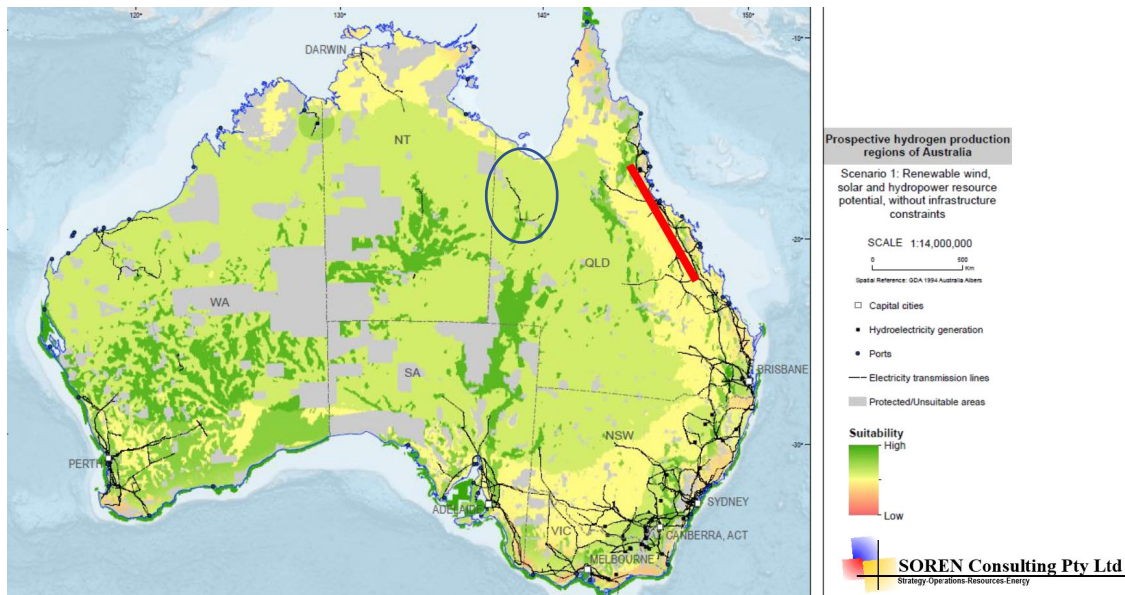 120°
130°
140°
150°
DARWIN
-10°
NT
-20°
QLD
WA
SA
BRISBANE
NSW
-30°
PERTH
ADELAIDE
SYDNEY
VIC
CANBERRA, ACT
MELBOURNE
Prospective hydrogen production
regions of Australia
Scenario 1: Renewable wind,
solar and hydropower resource
potential, without infrastructure
constraints
SCALE 1:14,000,000
0 500
Km
Spatial Reference: GDA 1994 Australia Albers
Capital cities
Hydroelectricity generation
Ports
Electricity transmission lines
Protected/Unsuitable areas
Suitability
High
Low
SOREN Consulting Pty Ltd
Strategy-Operations-Resources-Energy